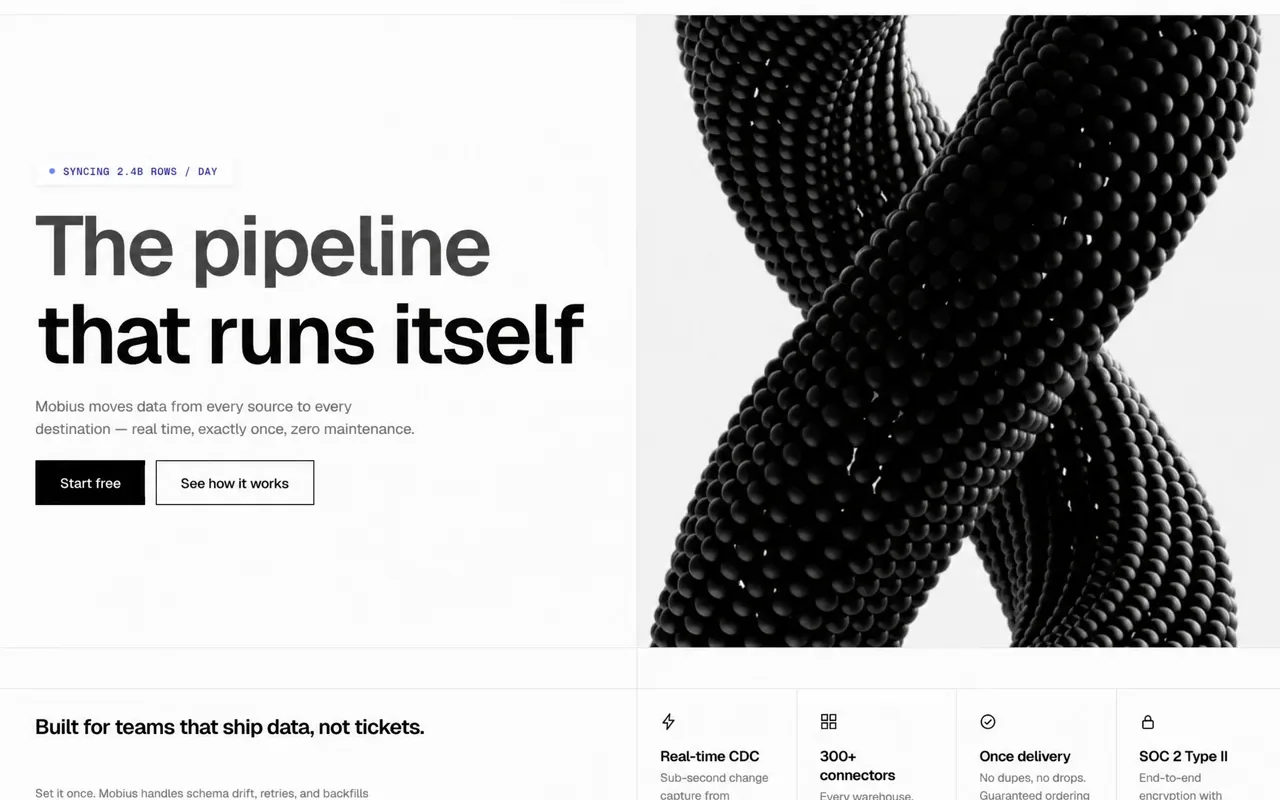 SYNCING 2.4B ROWS / DAY
The pipeline
that runs itself
Mobius moves data from every source to every
destination — real time, exactly once, zero maintenance.
Start free
See how it works
Built for teams that ship data, not tickets.
Set it once. Mobius handles schema drift, retries, and backfills
Real-time CDC
Sub-second change
capture from
300+
connectors
Every warehouse,
Once delivery
No dupes, no drops.
Guaranteed ordering
SOC 2 Type II
End-to-end
encryption with